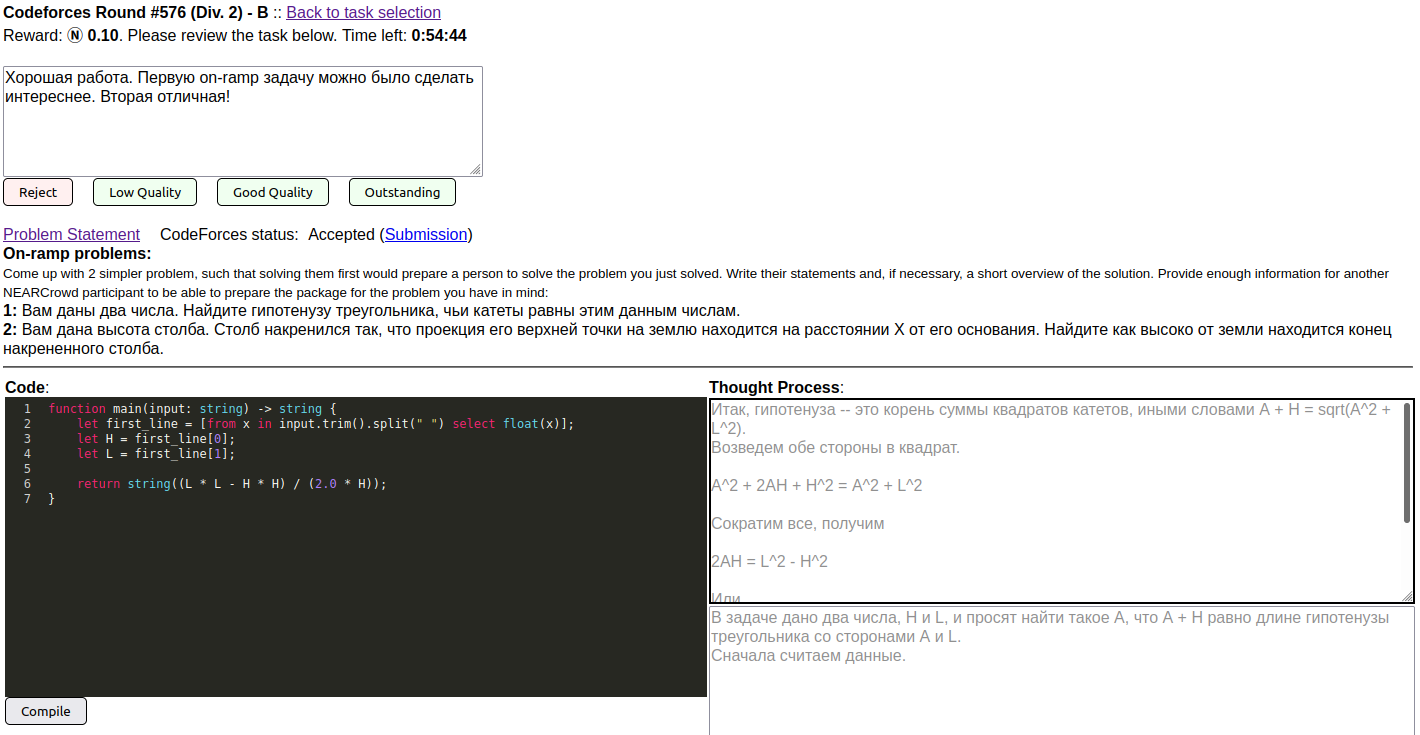 Codeforces Round #576 (Div. 2) - B :: Back to task selection
Reward: Ⓝ 0.10. Please review the task below. Time left: 0:54:44
Хорошая работа. Первую on-ramp задачу можно было сделать
интереснее. Вторая отличная!
Reject Low Quality Good Quality Outstanding
Problem Statement CodeForces status: Accepted (Submission)
On-ramp problems:
Come up with 2 simpler problem, such that solving them first would prepare a person to solve the problem you just solved. Write their statements and, if necessary, a short overview of the solution. Provide enough information for another
NEARCrowd participant to be able to prepare the package for the problem you have in mind:
1: Вам даны два числа. Найдите гипотенузу треугольника, чьи катеты равны этим данным числам.
2: Вам дана высота столба. Столб накренился так, что проекция его верхней точки на землю находится на расстоянии X от его основания. Найдите как высоко от земли находится конец
накрененного столба.
Code:
1 function main(input: string) -> string {
2 let first_line = [from x in input.trim().split(" ") select float(x)];
3 let H = first_line[0];
4 let L = first_line[1];
5
6 return string((L * L - H * H) / (2.0 * H));
7 }
Compile
Thought Process:
Итак, гипотенуза -- это корень суммы квадратов катетов, иными словами A + H = sqrt(A^2 +
L^2).
Возведем обе стороны в квадрат.
A^2 + 2AH + H^2 = A^2 + L^2
Сократим все, получим
2AH = L^2 - H^2
Или
В задаче дано два числа, H и L, и просят найти такое A, что A + H равно длине гипотенузы
треугольника со сторонами A и L.
Сначала считаем данные.